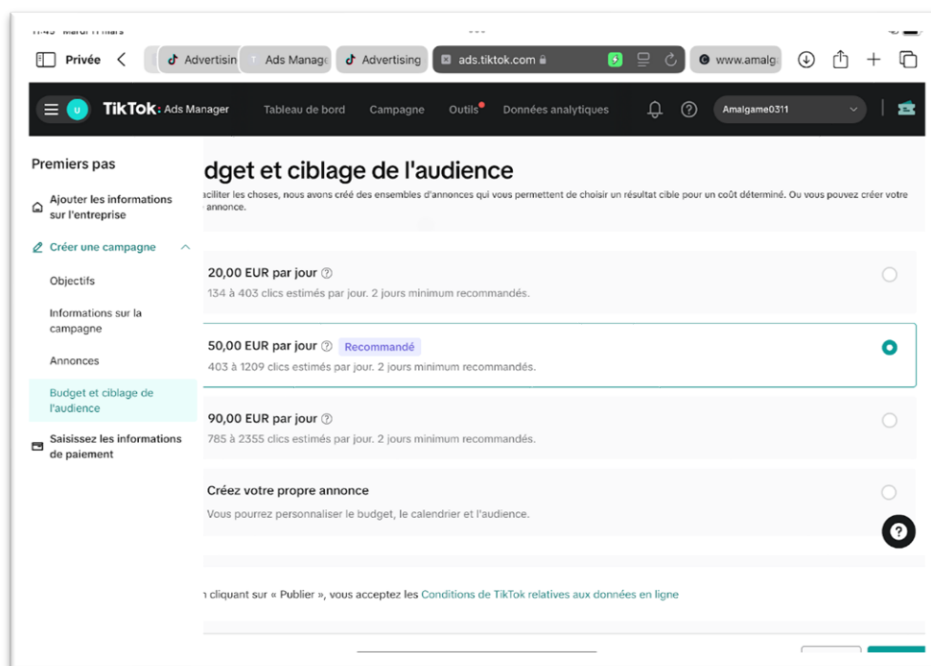 Mardi 11 mars
Privée
Advertisin
Ads Manage
Advertising
ads.tiktok.com
www.amalg
TikTok: Ads Manager
Tableau de bord
Campagne
Outils
Données analytiques
Amalgame0311
Premiers pas
Ajouter les informations
sur l'entreprise
Créer une campagne
Objectifs
Informations sur la
campagne
Annonces
Budget et ciblage de
l'audience
Saisissez les informations
de paiement
dget et ciblage de l'audience
aciliter les choses, nous avons créé des ensembles d'annonces qui vous permettent de choisir un résultat cible pour un coût déterminé. Ou vous pouvez créer votre
annonce.
20,00 EUR par jour
134 à 403 clics estimés par jour. 2 jours minimum recommandés.
50,00 EUR par jour Recommandé
403 à 1209 clics estimés par jour. 2 jours minimum recommandés.
90,00 EUR par jour
785 à 2355 clics estimés par jour. 2 jours minimum recommandés.
Créez votre propre annonce
Vous pourrez personnaliser le budget, le calendrier et l'audience.
n cliquant sur « Publier », vous acceptez les Conditions de TikTok relatives aux données en ligne